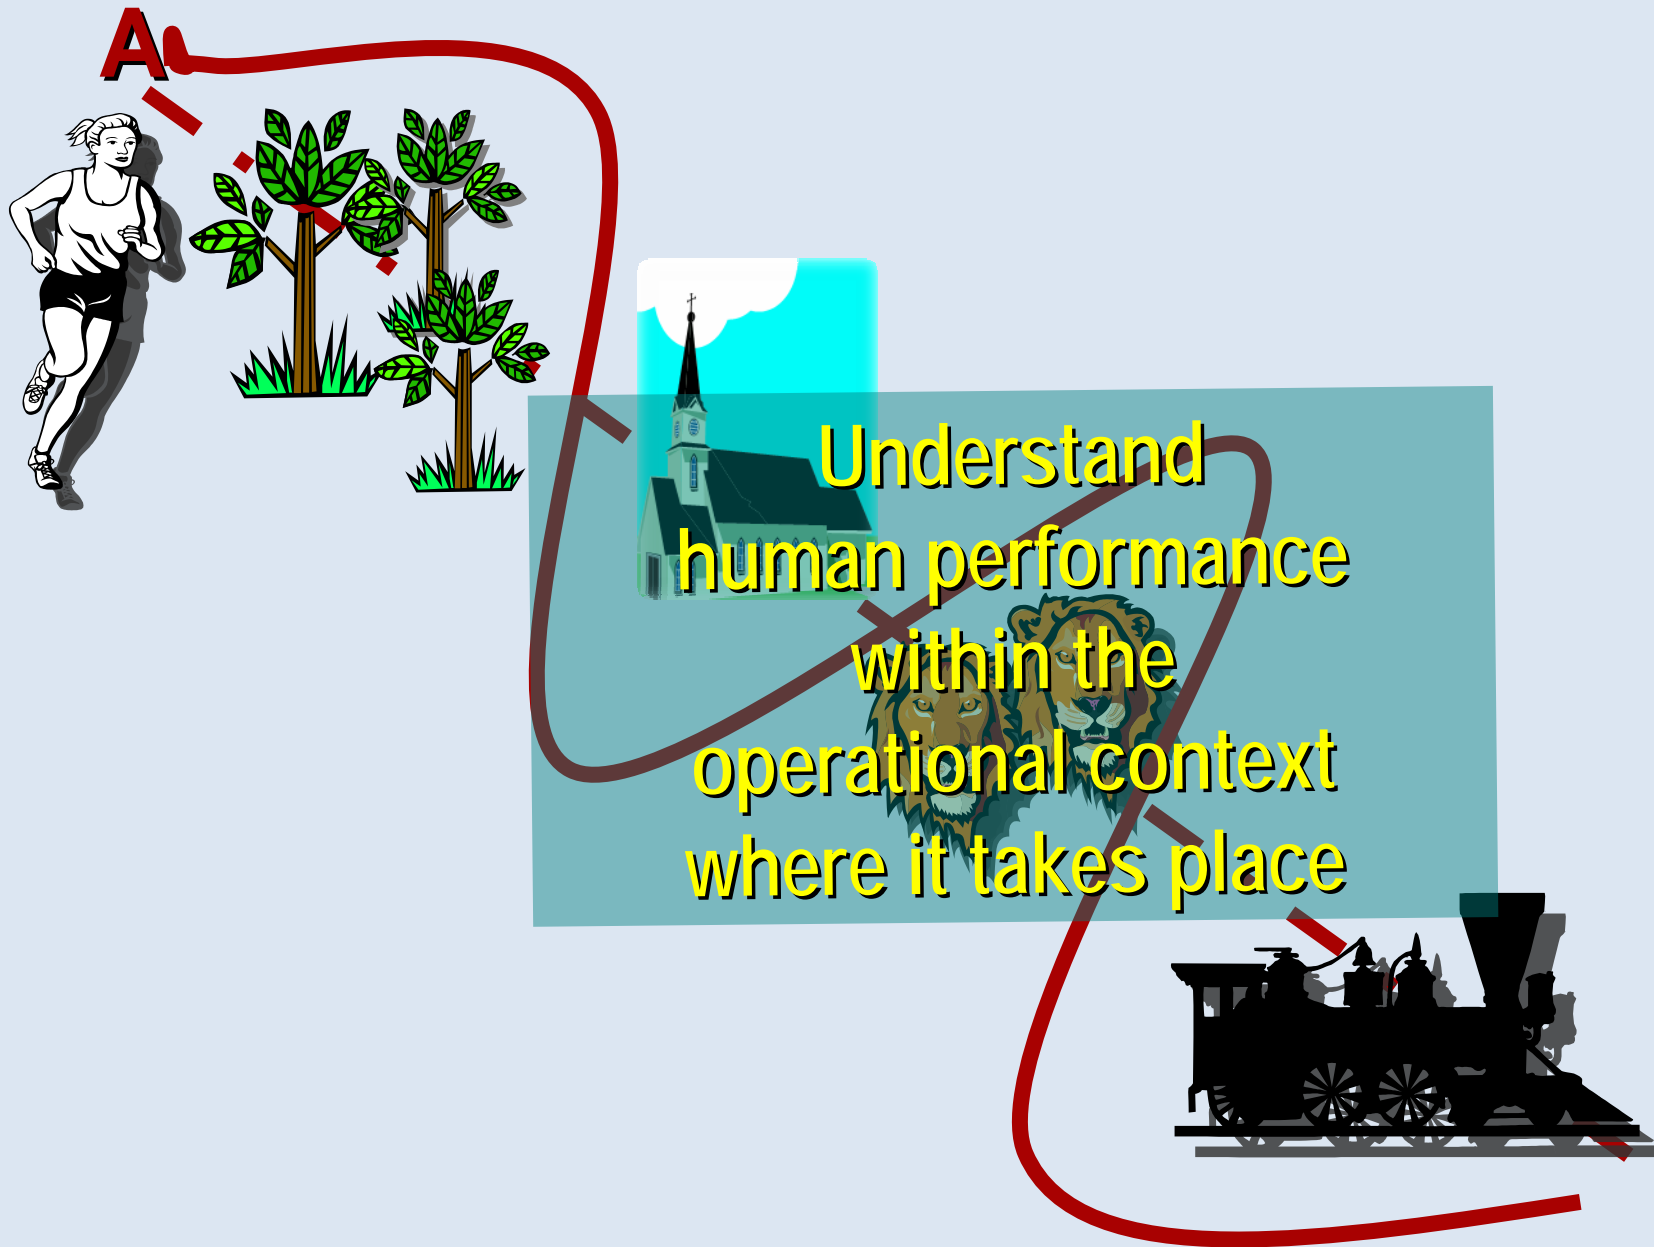 A
Understand
human performance
within the
operational context
where it takes place